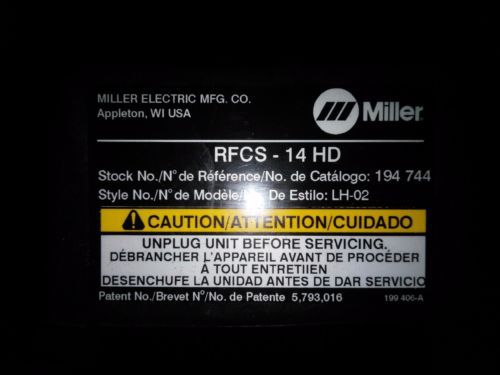 MILLER ELECTRIC MFG. CO.
Appleton, WI USA
Miller
RFCS - 14 HD
Stock No./N° de Référence/No. de Catálogo: 194 744
Style No./N° de Modèle/No. De Estilo: LH-02
CAUTION/ATTENTION/CUIDADO
UNPLUG UNIT BEFORE SERVICING.
DÉBRANCHER L'APPAREIL AVANT DE PROCÉDER
À TOUT ENTRETIEN
DESENCHUFE LA UNIDAD ANTES DE DAR SERVICIO
Patent No./Brevet N°/No. de Patente 5,793,016
199 406-A